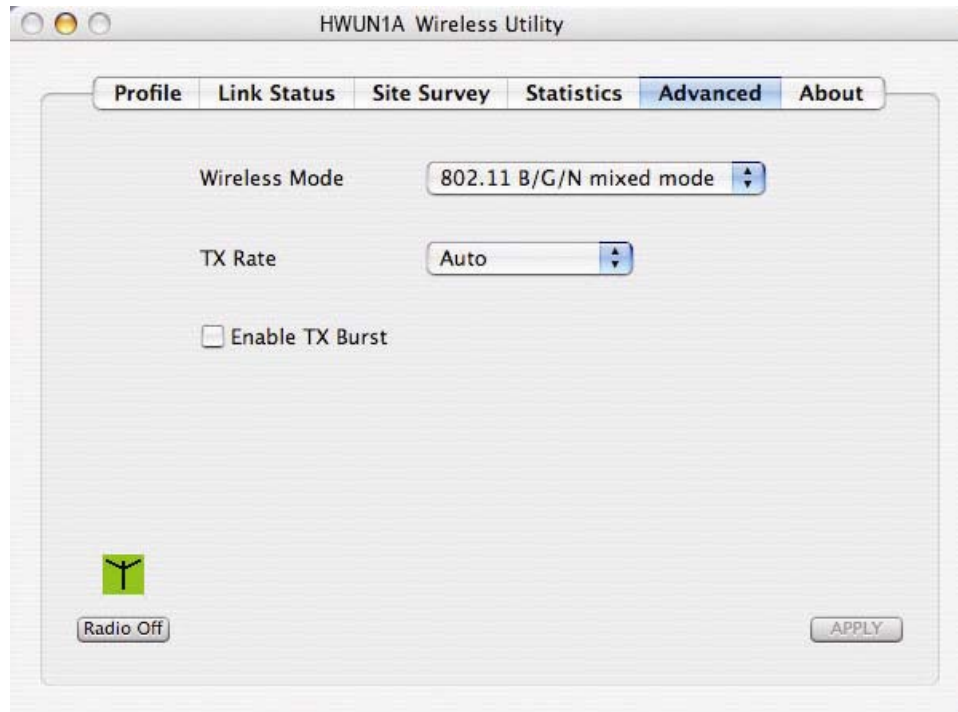 HWUN1A Wireless Utility
Profile Link Status Site Survey Statistics Advanced About
Wireless Mode 802.11 B/G/N mixed mode
TX Rate Auto
Enable TX Burst
Radio Off APPLY